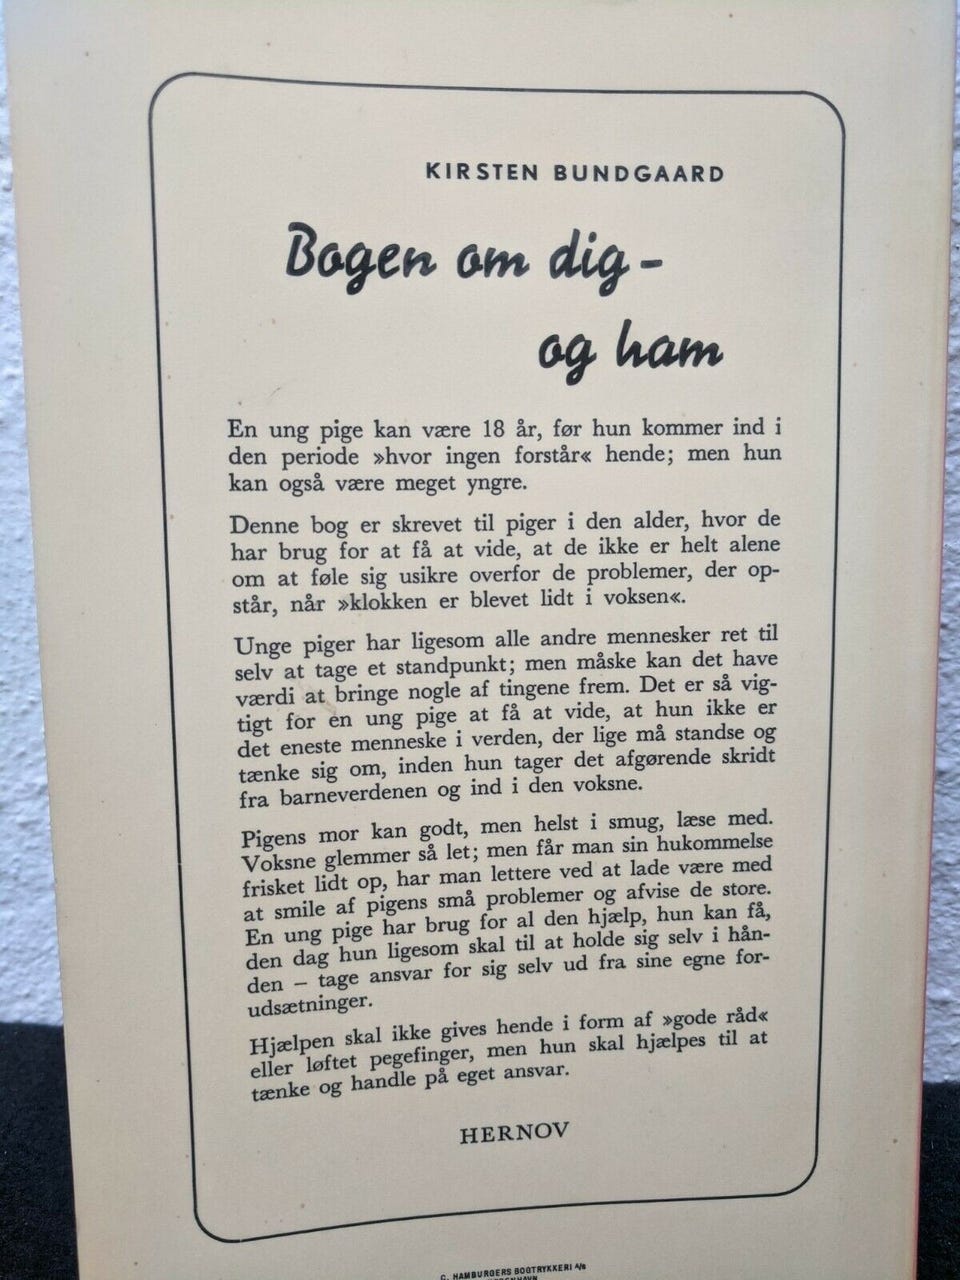 KIRSTEN BUNDGAARD
Bogen om dig -
og ham
En ung pige kan være 18 år, før hun kommer ind i
den periode »hvor ingen forstår« hende; men hun
kan også være meget yngre.
Denne bog er skrevet til piger i den alder, hvor de
har brug for at få at vide, at de ikke er helt alene
om at føle sig usikre overfor de problemer, der op-
står, når »klokken er blevet lidt i voksen«.
Unge piger har ligesom alle andre mennesker ret til
selv at tage et standpunkt; men måske kan det have
værdi at bringe nogle af tingene frem. Det er så vig-
tigt for en ung pige at få at vide, at hun ikke er
det eneste menneske i verden, der lige må standse og
tænke sig om, inden hun tager det afgørende skridt
fra barneverdenen og ind i den voksne.
Pigens mor kan godt, men helst i smug, læse med.
Voksne glemmer så let; men får man sin hukommelse
frisket lidt op, har man lettere ved at lade være med
at smile af pigens små problemer og afvise de store.
En ung pige har brug for al den hjælp, hun kan få,
den dag hun ligesom skal til at holde sig selv i hån-
den – tage ansvar for sig selv ud fra sine egne for-
udsætninger.
Hjælpen skal ikke gives hende i form af »gode råd«
eller løftet pegefinger, men hun skal hjælpes til at
tænke og handle på eget ansvar.
HERNOV
C. HAMBURGERS BOGTRYKKERI A/S